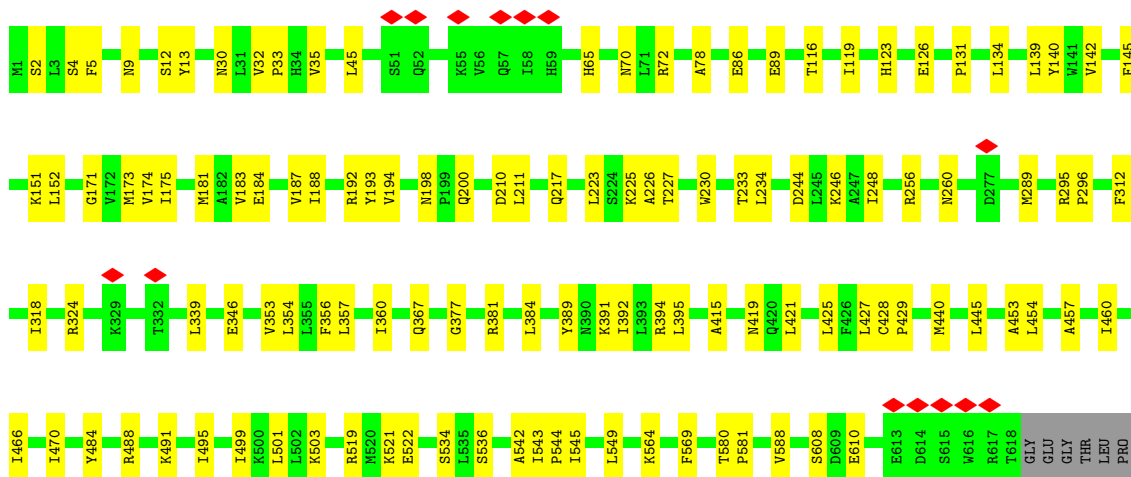 M1 S2 L3 S4 F5 N9 S12 Y13 N30 L31 V32 P33 H34 V35 L45 S51 Q52 K55 V56 Q57 I58 H59 H65 N70 L71 R72 A78 E86 E89 T116 I119 H123 E126 P131 L134 L139 Y140 W141 V142 F145
K151 L152 G171 V172 M173 V174 I175 M181 A182 V183 E184 V187 I188 R192 Y193 V194 N198 P199 Q200 D210 L211 Q217 L223 S224 K225 A226 T227 W230 T233 L234 D244 L245 K246 A247 I248 R256 N260 D277 M289 R295 P296 F312
I318 R324 K329 T332 L339 E346 V353 L354 L355 F356 L357 I360 Q367 G377 R381 L384 Y389 N390 K391 I392 L393 R394 L395 A415 N419 Q420 L421 L425 F426 L427 C428 P429 M440 L445 A453 L454 A457 I460
I466 I470 Y484 R488 K491 I495 I499 K500 L501 L502 K503 R519 M520 K521 E522 S534 L535 S536 A542 I543 P544 I545 L549 K564 F569 T580 P581 V588 S608 D609 E610 E613 D614 S615 W616 R617 T618 GLY GLU GLY THR LEU PRO